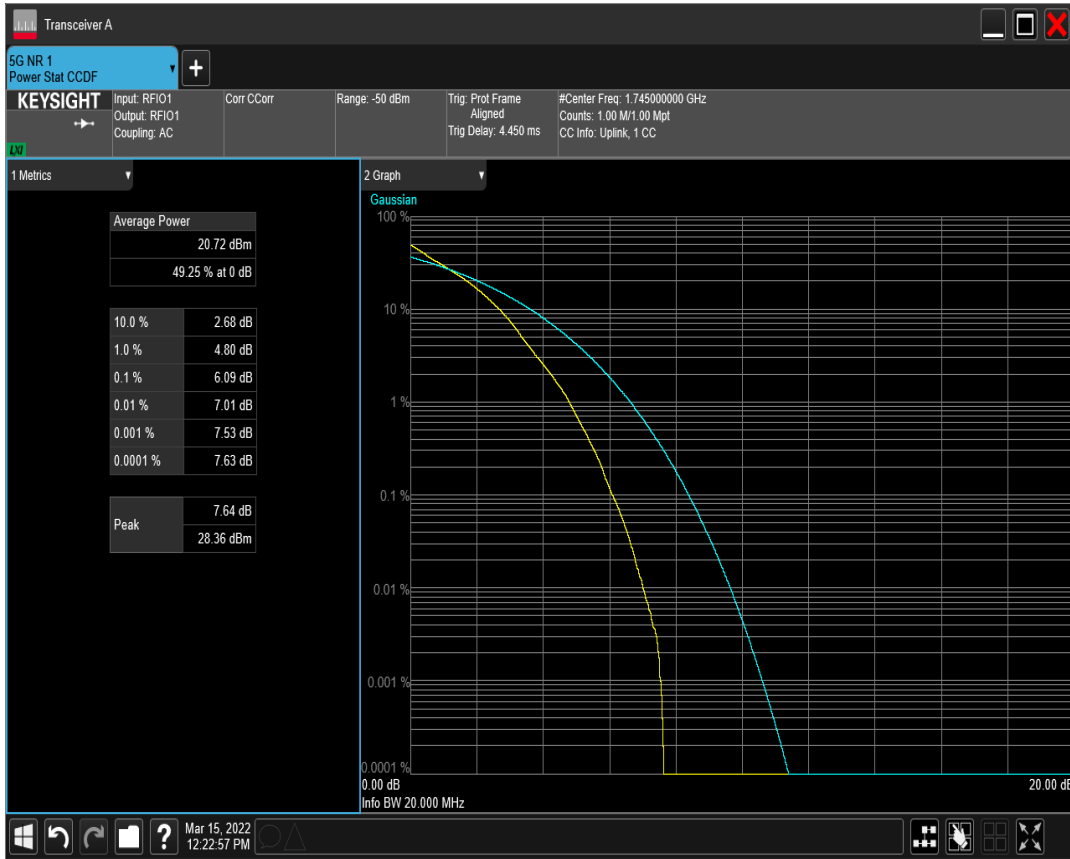 Transceiver A
5G NR 1
Power Stat CCDF
KEYSIGHT
LXI
Input: RFIO1
Output: RFIO1
Coupling: AC
Corr CCorr
Range: -50 dBm
Trig: Prot Frame
Aligned
Trig Delay: 4.450 ms
#Center Freq: 1.745000000 GHz
Counts: 1.00 M/1.00 Mpt
CC Info: Uplink, 1 CC
1 Metrics
Average Power
20.72 dBm
49.25 % at 0 dB
10.0 % 2.68 dB
1.0 % 4.80 dB
0.1 % 6.09 dB
0.01 % 7.01 dB
0.001 % 7.53 dB
0.0001 % 7.63 dB
Peak
7.64 dB
28.36 dBm
2 Graph
Gaussian
100 %
10 %
1 %
0.1 %
0.01 %
0.001 %
0.0001 %
0.00 dB 20.00 dB
Info BW 20.000 MHz
Mar 15, 2022
12:22:57 PM